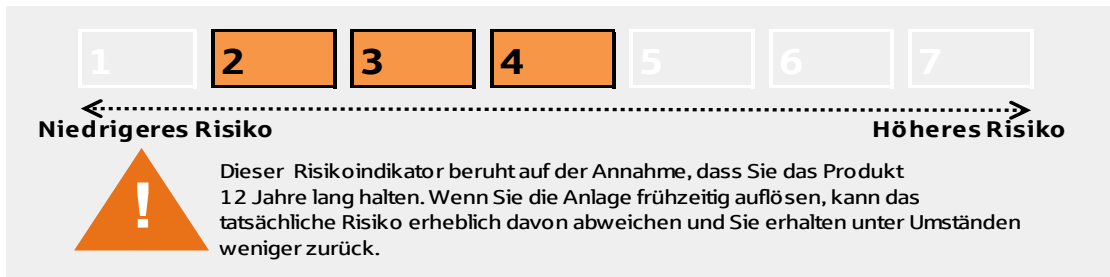 1 2 3 4 5 6 7
Niedrigeres Risiko Höheres Risiko
!
Dieser Risikoindikator beruht auf der Annahme, dass Sie das Produkt
12 Jahre lang halten. Wenn Sie die Anlage frühzeitig auflösen, kann das
tatsächliche Risiko erheblich davon abweichen und Sie erhalten unter Umständen
weniger zurück.